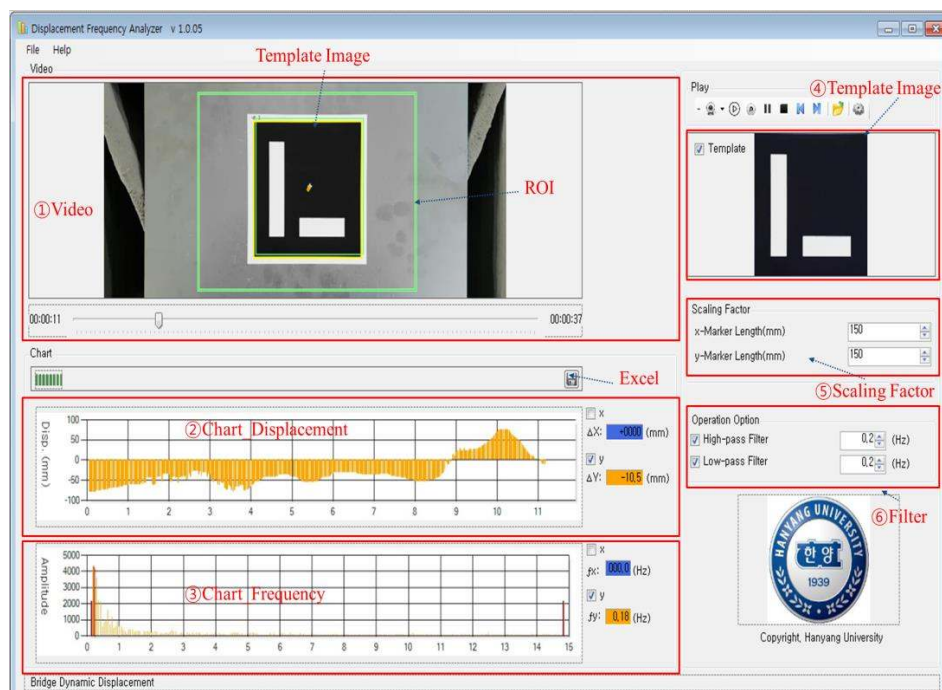 Displacement Frequency Analyzer v 1.0.05
File Help
Video
Template Image
①Video
ROI
00:00:11
00:00:37
Play
④Template Image
Template
Scaling Factor
x-Marker Length(mm) 150
y-Marker Length(mm) 150
⑤Scaling Factor
Chart
Excel
②Chart_Displacement
Disp. (mm)
100
50
0
-50
-100
0 1 2 3 4 5 6 7 8 9 10 11
x
ΔX: +0000 (mm)
y
ΔY: -10,5 (mm)
Operation Option
High-pass Filter 0,2 (Hz)
Low-pass Filter 0,2 (Hz)
⑥Filter
③Chart_Frequency
Amplitude
5000
4000
3000
2000
1000
0
0 1 2 3 4 5 6 7 8 9 10 11 12 13 14 15
x
fx: 000,0 (Hz)
y
fy: 0,18 (Hz)
HANYANG UNIVERSITY
한양
1939
Copyright, Hanyang University
Bridge Dynamic Displacement